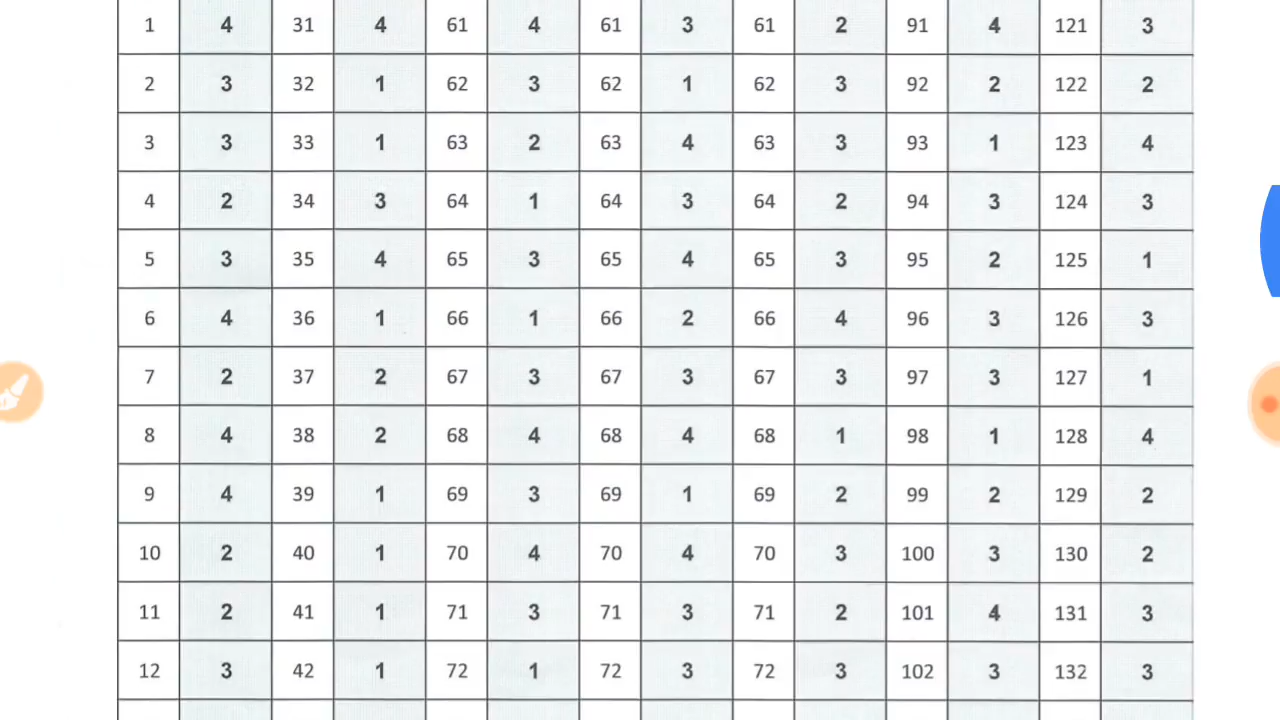 1 4 31 4 61 4 61 3 61 2 91 4 121 3
2 3 32 1 62 3 62 1 62 3 92 2 122 2
3 3 33 1 63 2 63 4 63 3 93 1 123 4
4 2 34 3 64 1 64 3 64 2 94 3 124 3
5 3 35 4 65 3 65 4 65 3 95 2 125 1
6 4 36 1 66 1 66 2 66 4 96 3 126 3
7 2 37 2 67 3 67 3 67 3 97 3 127 1
8 4 38 2 68 4 68 4 68 1 98 1 128 4
9 4 39 1 69 3 69 1 69 2 99 2 129 2
10 2 40 1 70 4 70 4 70 3 100 3 130 2
11 2 41 1 71 3 71 3 71 2 101 4 131 3
12 3 42 1 72 1 72 3 72 3 102 3 132 3